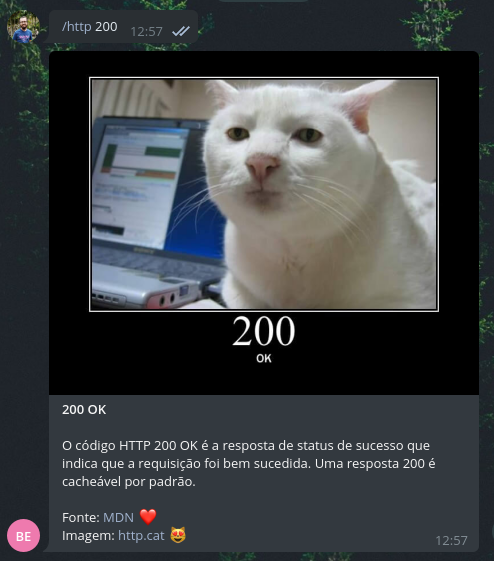 /http 200 12:57
200
OK
200 OK
O código HTTP 200 OK é a resposta de status de sucesso que
indica que a requisição foi bem sucedida. Uma resposta 200 é
cacheável por padrão.
Fonte: MDN ❤️
Imagem: http.cat 😻
BE
12:57